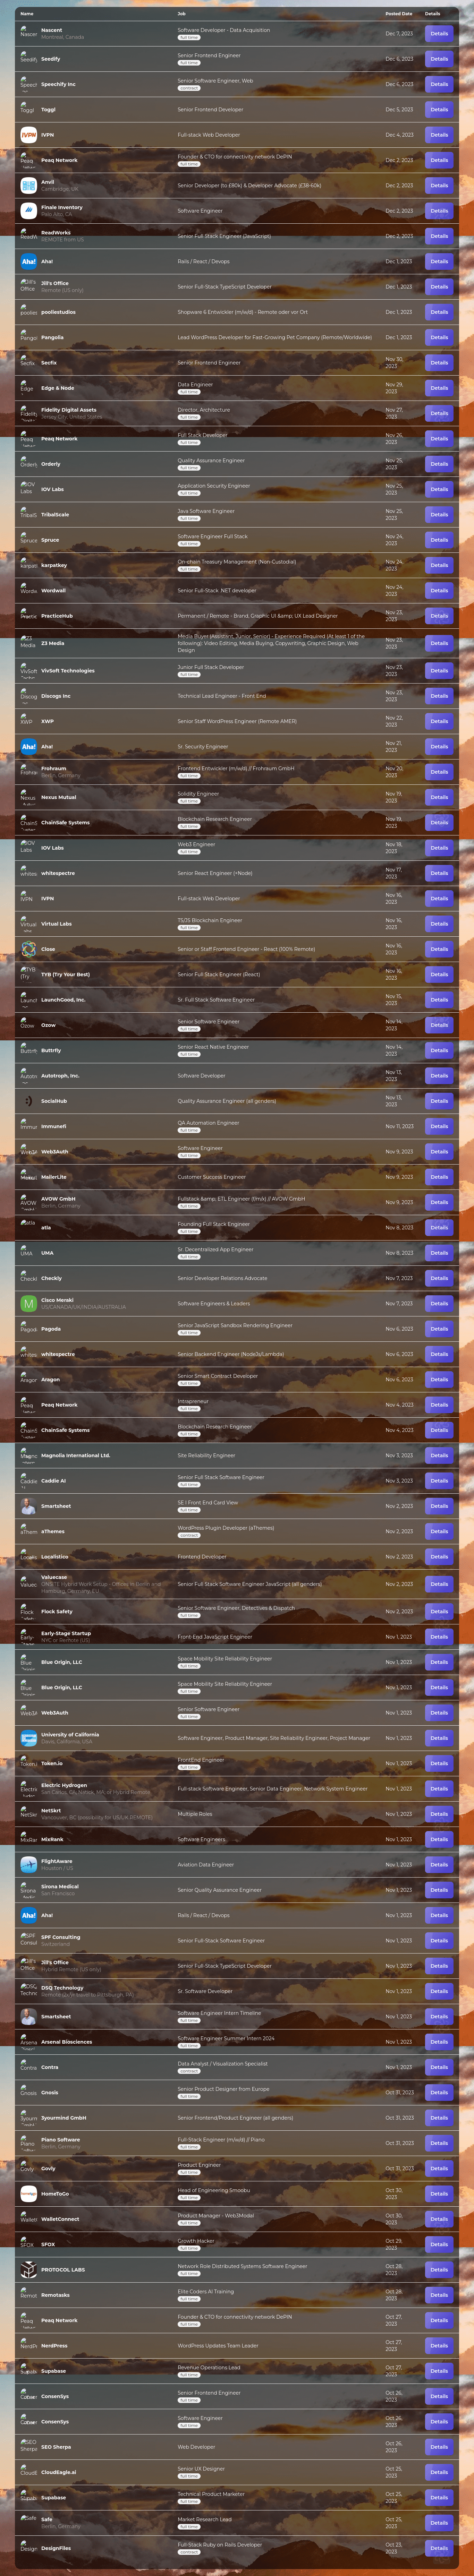 Name Job Posted Date Details
Nascent
Montreal, Canada
Software Developer - Data Acquisition
full time
Dec 7, 2023
Details
Seedify
Senior Frontend Engineer
full time
Dec 6, 2023
Details
Speechify Inc
Senior Software Engineer, Web
contract
Details
Toggl
Senior Frontend Developer
Dec 5, 2023
Details
IVPN
Full-stack Web Developer
Dec 4, 2023
Details
Peaq Network
Founder & CTO for connectivity network DePIN
full time
Dec 2, 2023
Details
Anvil
Cambridge, UK
Senior Developer (to £80k) & Developer Advocate (£38-60k)
Dec 2, 2023
Details
Finale Inventory
Palo Alto, CA
Software Engineer
Dec 2, 2023
Details
ReadWorks
REMOTE from US
Senior Full Stack Engineer (JavaScript)
Dec 2, 2023
Details
Aha!
Rails / React / Devops
Dec 1, 2023
Details
Jill's Office
Remote (US only)
Senior Full-Stack TypeScript Developer
Dec 1, 2023
Details
pooliestudios
Shopware 6 Entwickler (m/w/d) - Remote oder vor Ort
Dec 1, 2023
Details
Pangolia
Lead WordPress Developer for Fast-Growing Pet Company (Remote/Worldwide)
Dec 1, 2023
Details
Secfix
Senior Frontend Engineer
Nov 30, 2023
Details
Edge & Node
Data Engineer
full time
Nov 29, 2023
Details
Fidelity Digital Assets
Jersey City United States
Director, Architecture
full time
Nov 27, 2023
Details
Peaq Network
Full Stack Developer
full time
Nov 26, 2023
Details
Orderly
Quality Assurance Engineer
full time
Nov 25, 2023
Details
IOV Labs
Application Security Engineer
full time
Nov 25, 2023
Details
TribalScale
Java Software Engineer
full time
Nov 25, 2023
Details
Spruce
Software Engineer Full Stack
full time
Nov 24, 2023
Details
karpatkey
On-chain Treasury Management (Non-Custodial)
full time
Nov 24, 2023
Details
Wordwall
Senior Full-Stack .NET developer
Nov 24, 2023
Details
PracticeHub
Permanent / Remote - Brand, Graphic UI &amp; UX Lead Designer
Nov 23, 2023
Details
Z3 Media
Media Buyer (Assistant, Junior, Senior) - Experience Required (At least 1 of the
following): Video Editing, Media Buying, Copywriting, Graphic Design, Web
Design
Nov 23, 2023
Details
VivSoft Technologies
Junior Full Stack Developer
full time
Nov 23, 2023
Details
Discogs Inc
Technical Lead Engineer - Front End
Nov 23, 2023
Details
XWP
Senior Staff WordPress Engineer (Remote AMER)
Nov 22, 2023
Details
Aha!
Sr. Security Engineer
Nov 21, 2023
Details
Frohraum
Berlin, Germany
Frontend Entwickler (m/w/d) // Frohraum GmbH
full time
Nov 20, 2023
Details
Nexus Mutual
Solidity Engineer
full time
Nov 19, 2023
Details
ChainSafe Systems
Blockchain Research Engineer
full time
Nov 19, 2023
Details
IOV Labs
Web3 Engineer
full time
Nov 18, 2023
Details
whitespectre
Senior React Engineer (+Node)
Nov 17, 2023
Details
IVPN
Full-stack Web Developer
Nov 16, 2023
Details
Virtual Labs
TS/JS Blockchain Engineer
full time
Nov 16, 2023
Details
Close
Senior or Staff Frontend Engineer - React (100% Remote)
Nov 16, 2023
Details
TYB (Try Your Best)
Senior Full Stack Engineer (React)
Nov 16, 2023
Details
LaunchGood, Inc.
Sr. Full Stack Software Engineer
Nov 15, 2023
Details
Ozow
Senior Software Engineer
full time
Nov 14, 2023
Details
Buttrfly
Senior React Native Engineer
full time
Nov 14, 2023
Details
Autotroph, Inc.
Software Developer
Nov 13, 2023
Details
SocialHub
Quality Assurance Engineer (all genders)
Nov 13, 2023
Details
Immunefi
QA Automation Engineer
full time
Nov 11, 2023
Details
Web3Auth
Software Engineer
full time
Nov 9, 2023
Details
MailerLite
Customer Success Engineer
Nov 9, 2023
Details
AVOW GmbH
Berlin, Germany
Fullstack &amp; ETL Engineer (f/m/x) // AVOW GmbH
full time
Nov 9, 2023
Details
atla
Founding Full Stack Engineer
full time
Nov 8, 2023
Details
UMA
Sr. Decentralized App Engineer
full time
Nov 8, 2023
Details
Checkly
Senior Developer Relations Advocate
Nov 7, 2023
Details
Cisco Meraki
US/CANADA/UK/INDIA/AUSTRALIA
Software Engineers & Leaders
Nov 7, 2023
Details
Pagoda
Senior JavaScript Sandbox Rendering Engineer
full time
Nov 6, 2023
Details
whitespectre
Senior Backend Engineer (NodeJs/Lambda)
Nov 6, 2023
Details
Aragon
Senior Smart Contract Developer
full time
Nov 6, 2023
Details
Peaq Network
Intrapreneur
full time
Nov 4, 2023
Details
ChainSafe Systems
Blockchain Research Engineer
full time
Nov 4, 2023
Details
Magnolia International Ltd.
Site Reliability Engineer
Nov 3, 2023
Details
Caddie AI
Senior Full Stack Software Engineer
full time
Nov 3, 2023
Details
Smartsheet
SE I Front End Card View
full time
Nov 2, 2023
Details
aThemes
WordPress Plugin Developer (aThemes)
contract
Nov 2, 2023
Details
Localistico
Frontend Developer
Nov 2, 2023
Details
Valuecase
Senior Full Stack Software Engineer JavaScript (all genders)
Nov 2, 2023
Details
Flock Safety
Senior Software Engineer, Detectives & Dispatch
full time
Nov 2, 2023
Details
Early-Stage Startup
NYC or Remote (US)
Front-End JavaScript Engineer
Nov 1, 2023
Details
Blue Origin, LLC
Space Mobility Site Reliability Engineer
full time
Nov 1, 2023
Details
Blue Origin, LLC
Space Mobility Site Reliability Engineer
full time
Nov 1, 2023
Details
Web3Auth
Senior Software Engineer
full time
Nov 1, 2023
Details
University of California
Davis, California, USA
Software Engineer, Product Manager, Site Reliability Engineer, Project Manager
Nov 1, 2023
Details
Token.io
FrontEnd Engineer
full time
Nov 1, 2023
Details
Electric Hydrogen
Full-stack Software Engineer, Senior Data Engineer, Network System Engineer
Nov 1, 2023
Details
NetSkrt
Multiple Roles
Nov 1, 2023
Details
MixRank
Software Engineers
Nov 1, 2023
Details
FlightAware
Houston / US
Aviation Data Engineer
Nov 1, 2023
Details
Sirona Medical
San Francisco
Senior Quality Assurance Engineer
Nov 1, 2023
Details
Aha!
Rails / React / Devops
Nov 1, 2023
Details
SPF Consulting
Switzerland
Senior Full-Stack Software Engineer
Nov 1, 2023
Details
Jill's Office
Hybrid Remote (US only)
Senior Full-Stack TypeScript Developer
Nov 1, 2023
Details
DSQ Technology
Sr. Software Developer
Nov 1, 2023
Details
Smartsheet
Software Engineer Intern Timeline
full time
Nov 1, 2023
Details
Arsenal Biosciences
Software Engineer Summer Intern 2024
full time
Nov 1, 2023
Details
Contra
Data Analyst / Visualization Specialist
contract
Nov 1, 2023
Details
Gnosis
Senior Product Designer from Europe
full time
Oct 31, 2023
Details
3yourmind GmbH
Senior Frontend/Product Engineer (all genders)
Oct 31, 2023
Details
Piano Software
Berlin, Germany
Full-Stack Engineer (m/w/d) // Piano
full time
Oct 31, 2023
Details
Govly
Product Engineer
full time
Oct 31, 2023
Details
HomeToGo
Head of Engineering Smoobu
full time
Oct 30, 2023
Details
WalletConnect
Product Manager - Web3Modal
full time
Oct 30, 2023
Details
SFOX
Growth Hacker
full time
Oct 29, 2023
Details
PROTOCOL LABS
Network Role Distributed Systems Software Engineer
full time
Oct 28, 2023
Details
Remotasks
Elite Coders AI Training
full time
Oct 28, 2023
Details
Peaq Network
Founder & CTO for connectivity network DePIN
full time
Oct 27, 2023
Details
NerdPress
WordPress Updates Team Leader
Oct 27, 2023
Details
Supabase
Revenue Operations Lead
full time
Oct 27, 2023
Details
ConsenSys
Senior Frontend Engineer
full time
Oct 26, 2023
Details
ConsenSys
Software Engineer
full time
Oct 26, 2023
Details
SEO Sherpa
Web Developer
Oct 26, 2023
Details
CloudEagle.ai
Senior UX Designer
full time
Oct 25, 2023
Details
Supabase
Technical Product Marketer
full time
Oct 25, 2023
Details
Safe
Berlin, Germany
Market Research Lead
full time
Oct 25, 2023
Details
DesignFiles
Full-Stack Ruby on Rails Developer
contract
Oct 23, 2023
Details